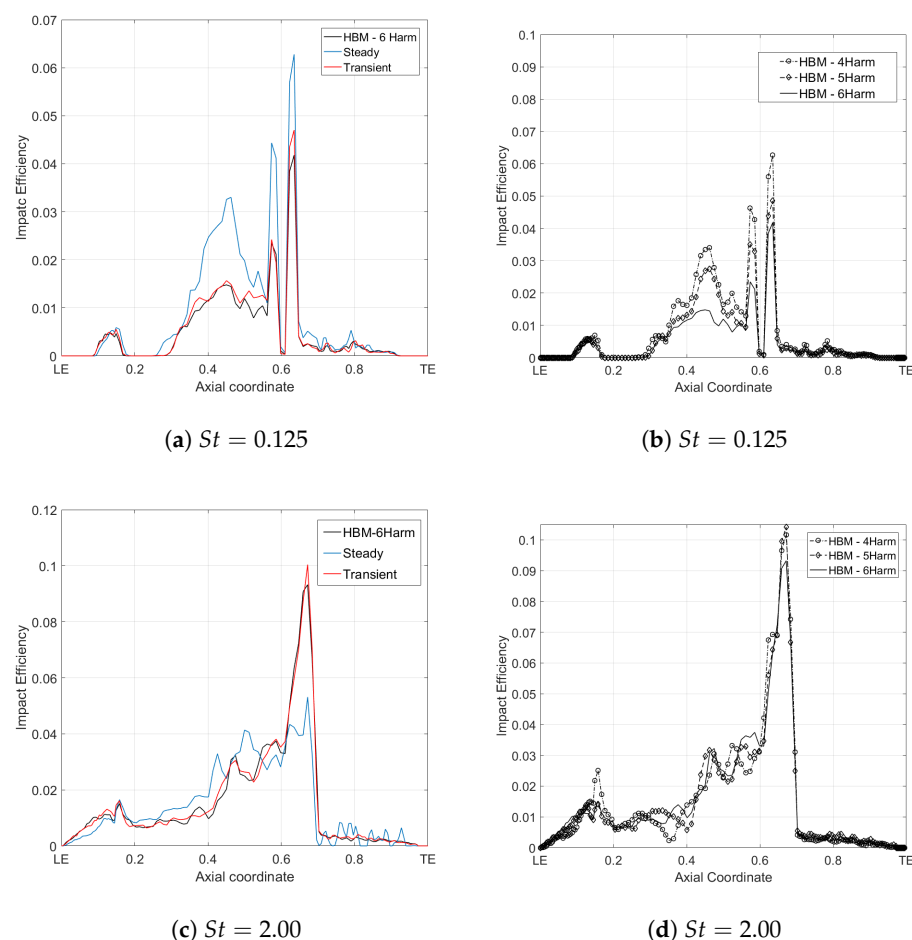 0.07
0.06
0.05
0.04
0.03
0.02
0.01
0
Impatc Efficiency
HBM - 6 Harm
Steady
Transient
LE 0.2 0.4 0.6 0.8 TE
Axial coordinate
(a) St = 0.125
0.1
0.09
0.08
0.07
0.06
0.05
0.04
0.03
0.02
0.01
0
Impact Efficiency
HBM - 4Harm
HBM - 5Harm
HBM - 6Harm
LE 0.2 0.4 0.6 0.8 TE
Axial Coordinate
(b) St = 0.125
0.12
0.1
0.08
0.06
0.04
0.02
0
Impact Efficiency
HBM-6Harm
Steady
Transient
LE 0.2 0.4 0.6 0.8 TE
Axial coordinate
(c) St = 2.00
0.1
0.09
0.08
0.07
0.06
0.05
0.04
0.03
0.02
0.01
0
Impact Efficiency
HBM - 4Harm
HBM - 5Harm
HBM - 6Harm
LE 0.2 0.4 0.6 0.8 TE
Axial Coordinate
(d) St = 2.00